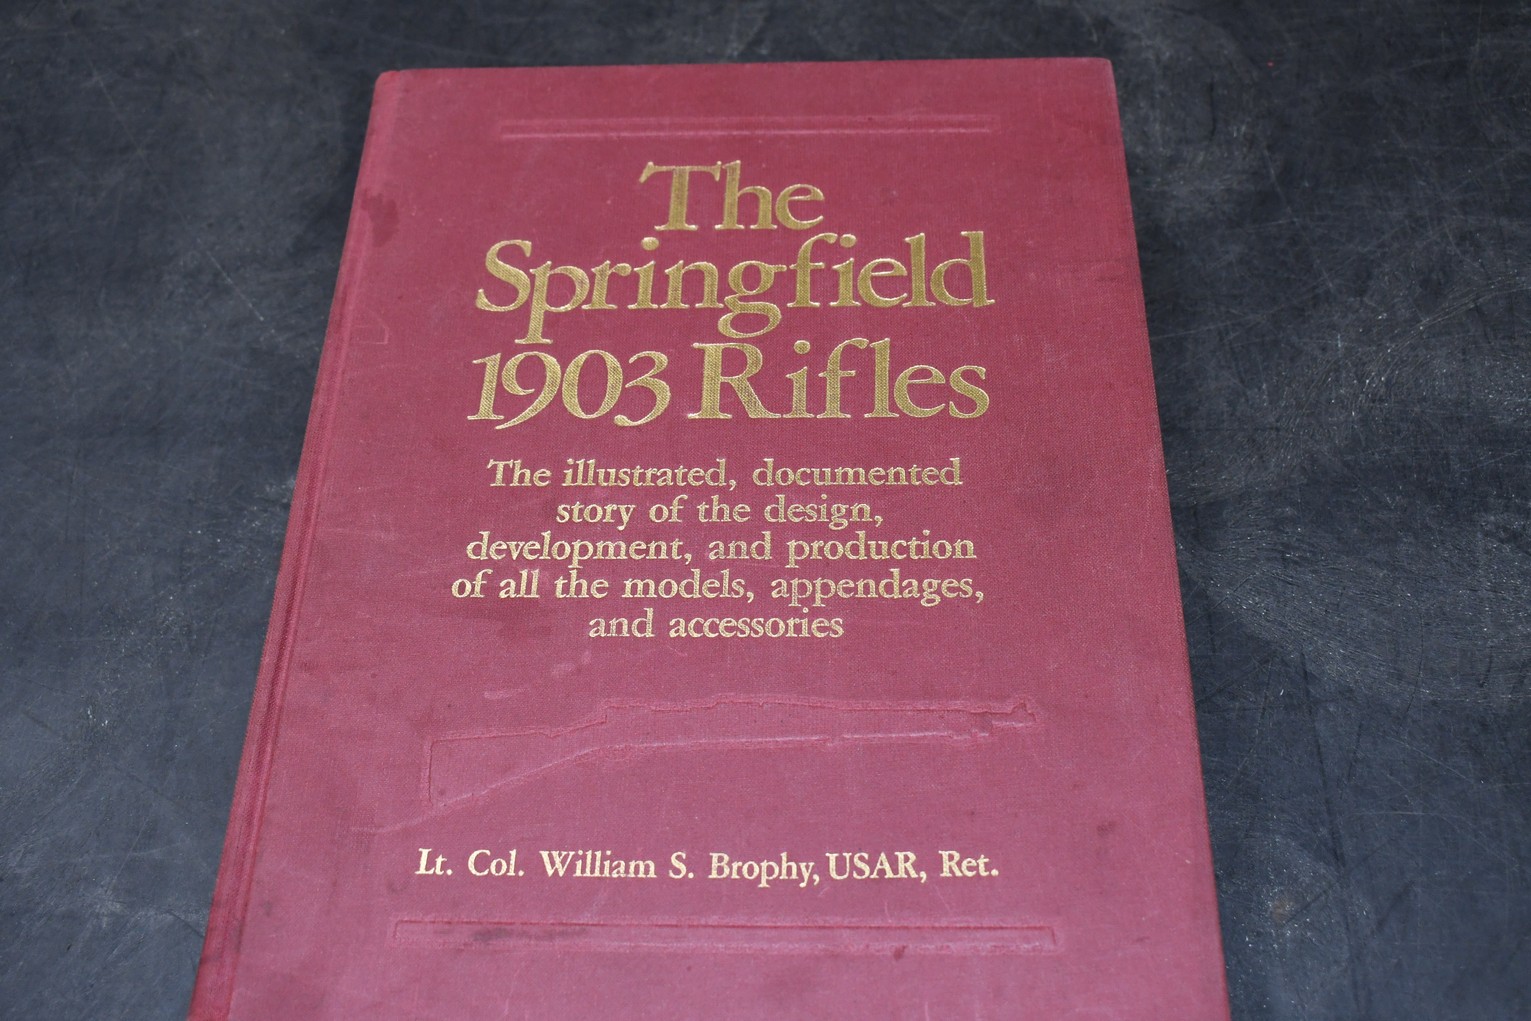 The
Springfield
1903 Rifles
The illustrated, documented
story of the design,
development, and production
of all the models, appendages,
and accessories
Lt. Col. William S. Brophy, USAR, Ret.